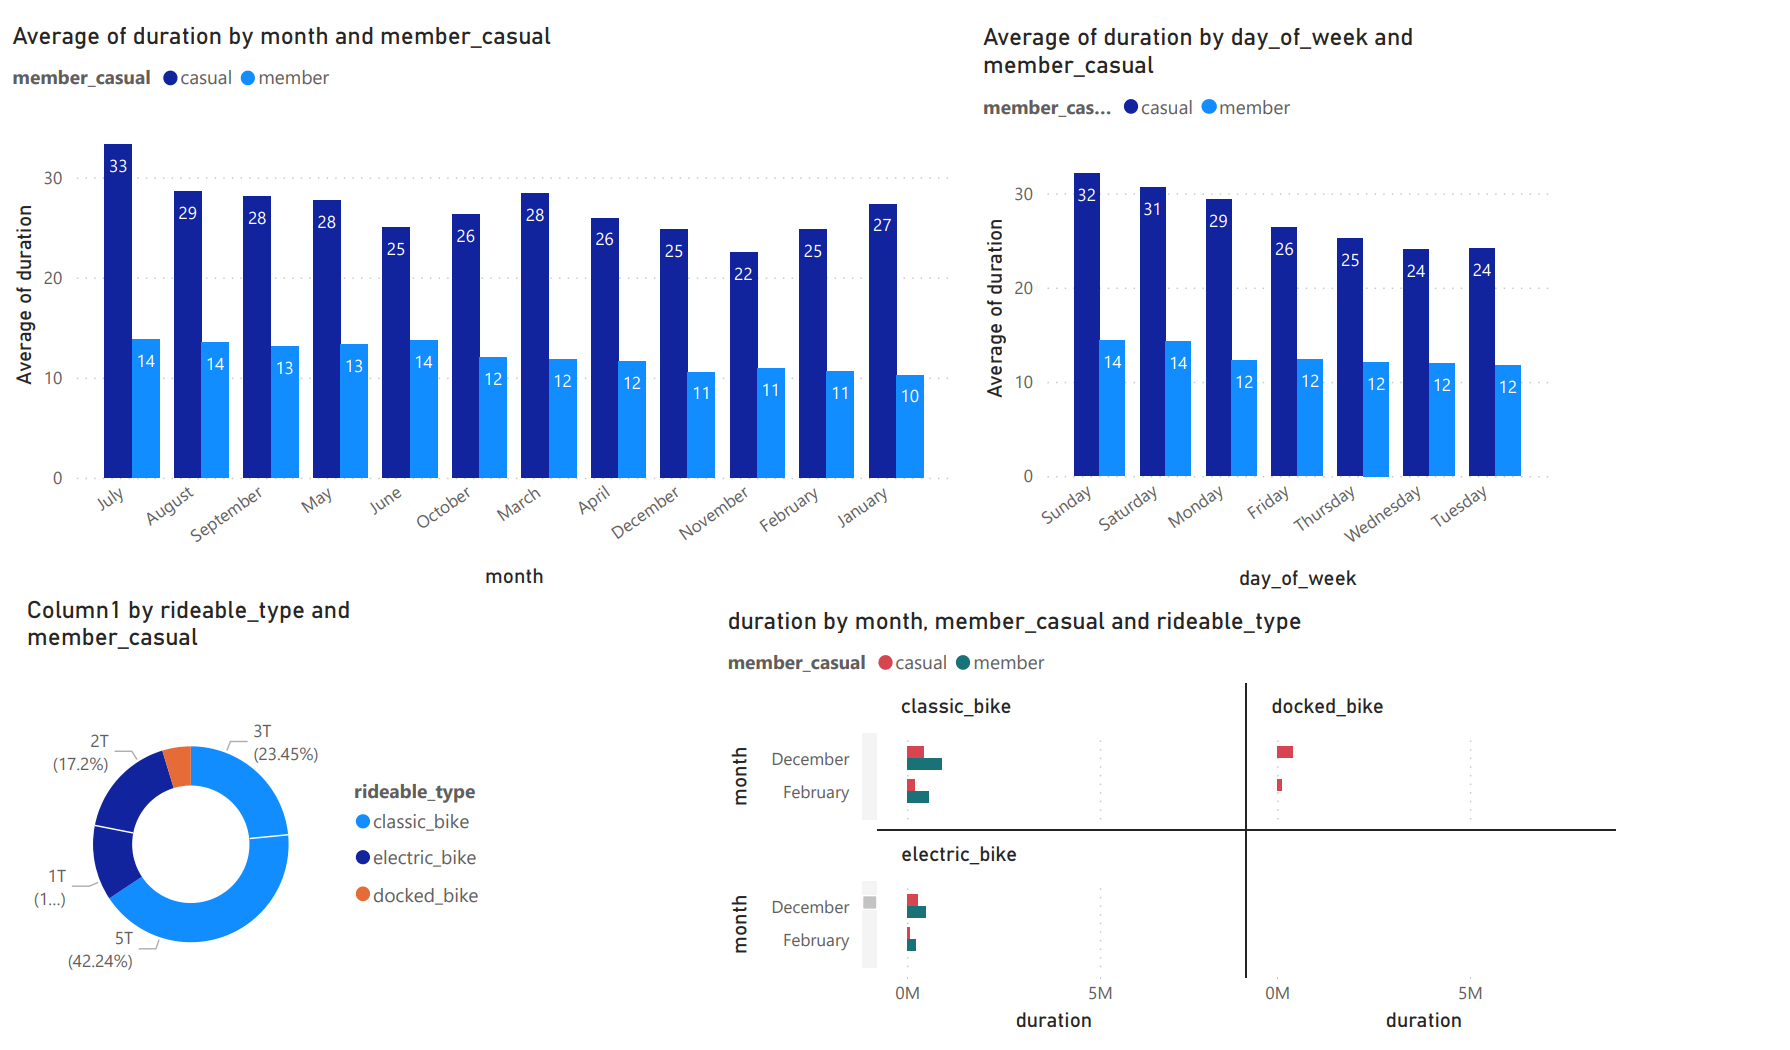 Average of duration by month and member_casual
member_casual casual member
Average of duration
30
20
10
0
33 14
29 14
28 13
28 13
25 14
26 12
28 12
26 12
25 11
22 11
25 11
27 10
July August September May June October March April December November February January
month
Average of duration by day_of_week and
member_casual
member_cas... casual member
Average of duration
30
20
10
0
32 14
31 14
29 12
26 12
25 12
24 12
24 12
Sunday Saturday Monday Friday Thursday Wednesday Tuesday
day_of_week
Column1 by rideable_type and
member_casual
3T
(23.45%)
2T
(17.2%)
1T
(1...)
5T
(42.24%)
rideable_type
classic_bike
electric_bike
docked_bike
duration by month, member_casual and rideable_type
member_casual casual member
classic_bike
docked_bike
month
December
February
electric_bike
month
December
February
0M 5M
0M 5M
duration
duration